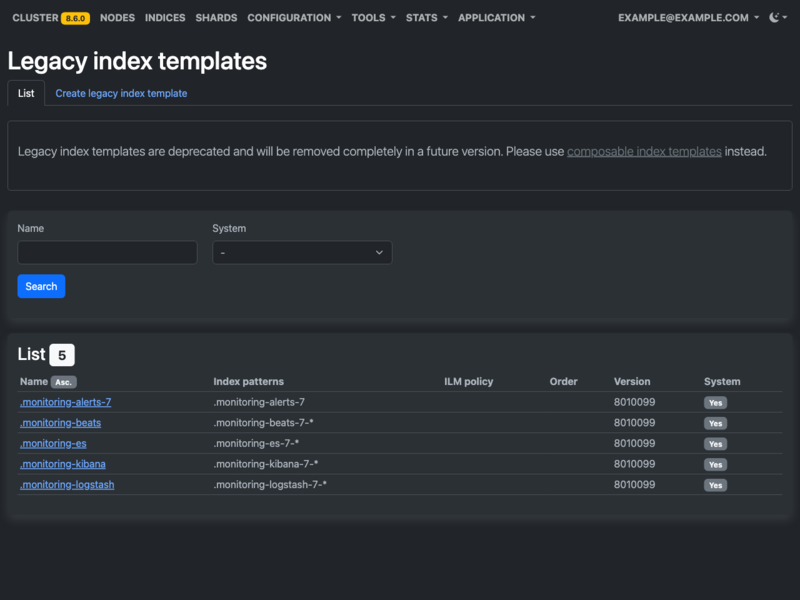 CLUSTER 8.6.0 NODES INDICES SHARDS CONFIGURATION TOOLS STATS APPLICATION EXAMPLE@EXAMPLE.COM
Legacy index templates
List Create legacy index template
Legacy index templates are deprecated and will be removed completely in a future version. Please use composable index templates instead.
Name System
-
Search
List 5
Name Asc. Index patterns ILM policy Order Version System
.monitoring-alerts-7 .monitoring-alerts-7 8010099 Yes
.monitoring-beats .monitoring-beats-7-* 8010099 Yes
.monitoring-es .monitoring-es-7-* 8010099 Yes
.monitoring-kibana .monitoring-kibana-7-* 8010099 Yes
.monitoring-logstash .monitoring-logstash-7-* 8010099 Yes